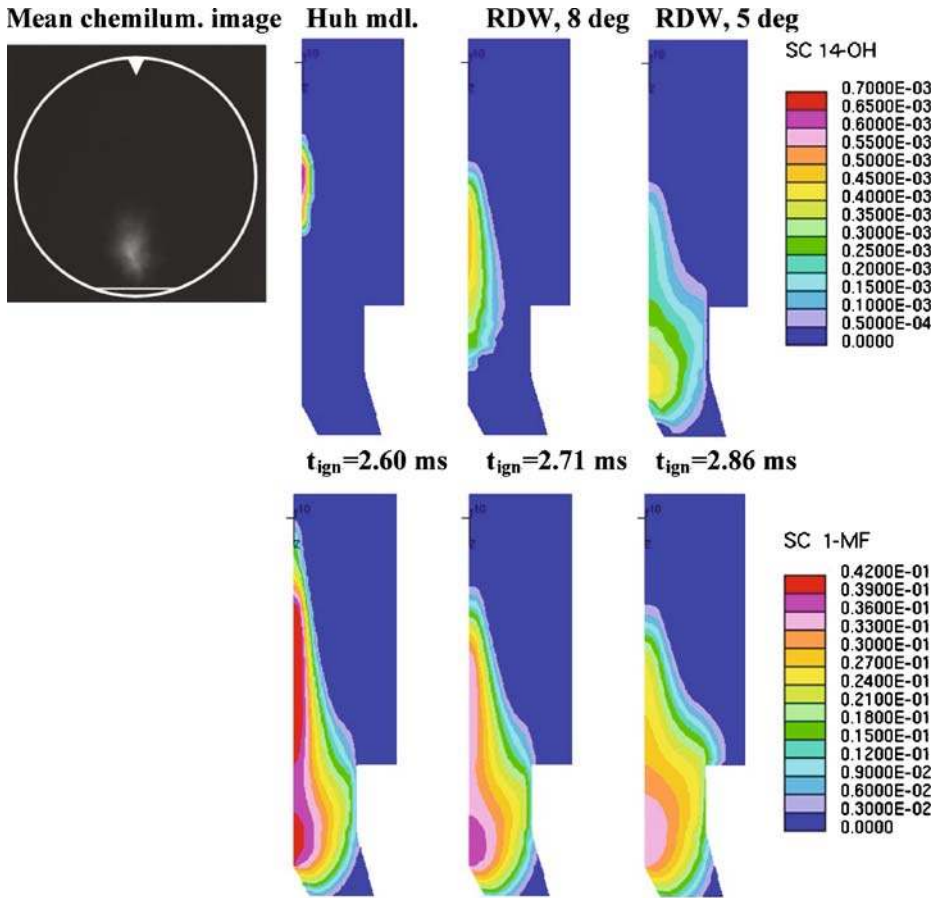 Mean chemilum. image
Huh mdl.
RDW, 8 deg
RDW, 5 deg
SC 14-OH
0.7000E-03
0.6500E-03
0.6000E-03
0.5500E-03
0.5000E-03
0.4500E-03
0.4000E-03
0.3500E-03
0.3000E-03
0.2500E-03
0.2000E-03
0.1500E-03
0.1000E-03
0.5000E-04
0.0000
t_ign=2.60 ms
t_ign=2.71 ms
t_ign=2.86 ms
10
Z
10
Z
10
Z
SC 1-MF
0.4200E-01
0.3900E-01
0.3600E-01
0.3300E-01
0.3000E-01
0.2700E-01
0.2400E-01
0.2100E-01
0.1800E-01
0.1500E-01
0.1200E-01
0.9000E-02
0.6000E-02
0.3000E-02
0.0000